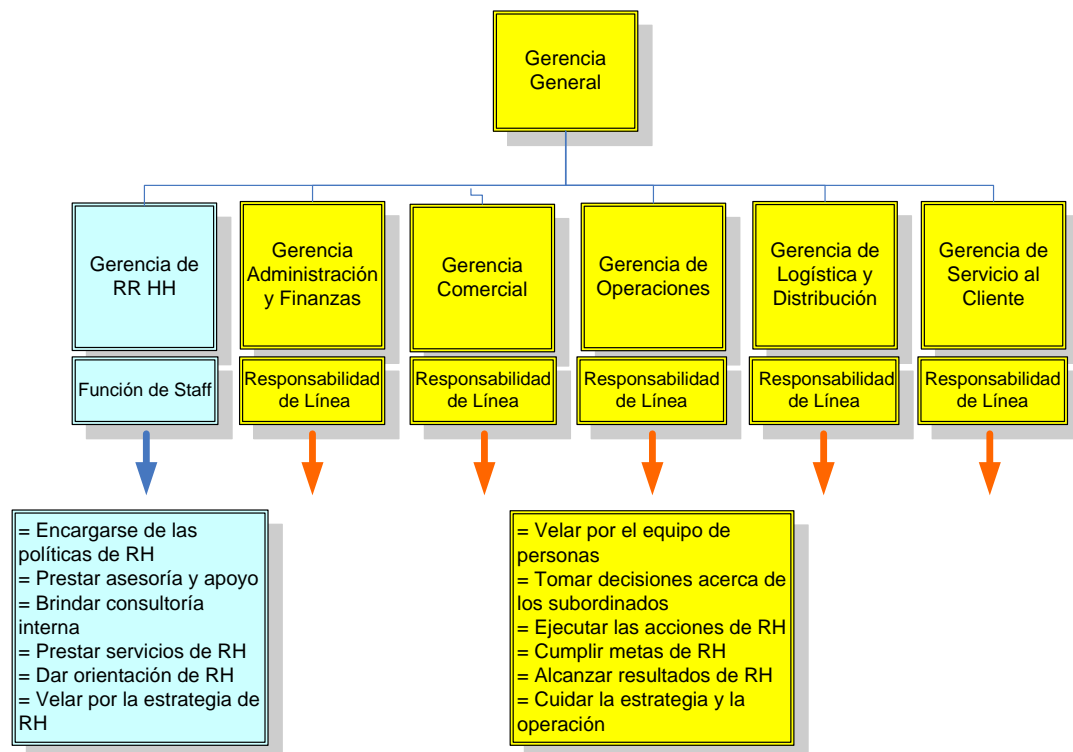 Gerencia
General
Gerencia de
RR HH
Gerencia
Administración
y Finanzas
Gerencia
Comercial
Gerencia de
Operaciones
Gerencia de
Logística y
Distribución
Gerencia de
Servicio al
Cliente
Función de Staff
Responsabilidad
de Línea
Responsabilidad
de Línea
Responsabilidad
de Línea
Responsabilidad
de Línea
Responsabilidad
de Línea
= Encargarse de las
políticas de RH
= Prestar asesoría y apoyo
= Brindar consultoría
interna
= Prestar servicios de RH
= Dar orientación de RH
= Velar por la estrategia de
RH
= Velar por el equipo de
personas
= Tomar decisiones acerca de
los subordinados
= Ejecutar las acciones de RH
= Cumplir metas de RH
= Alcanzar resultados de RH
= Cuidar la estrategia y la
operación